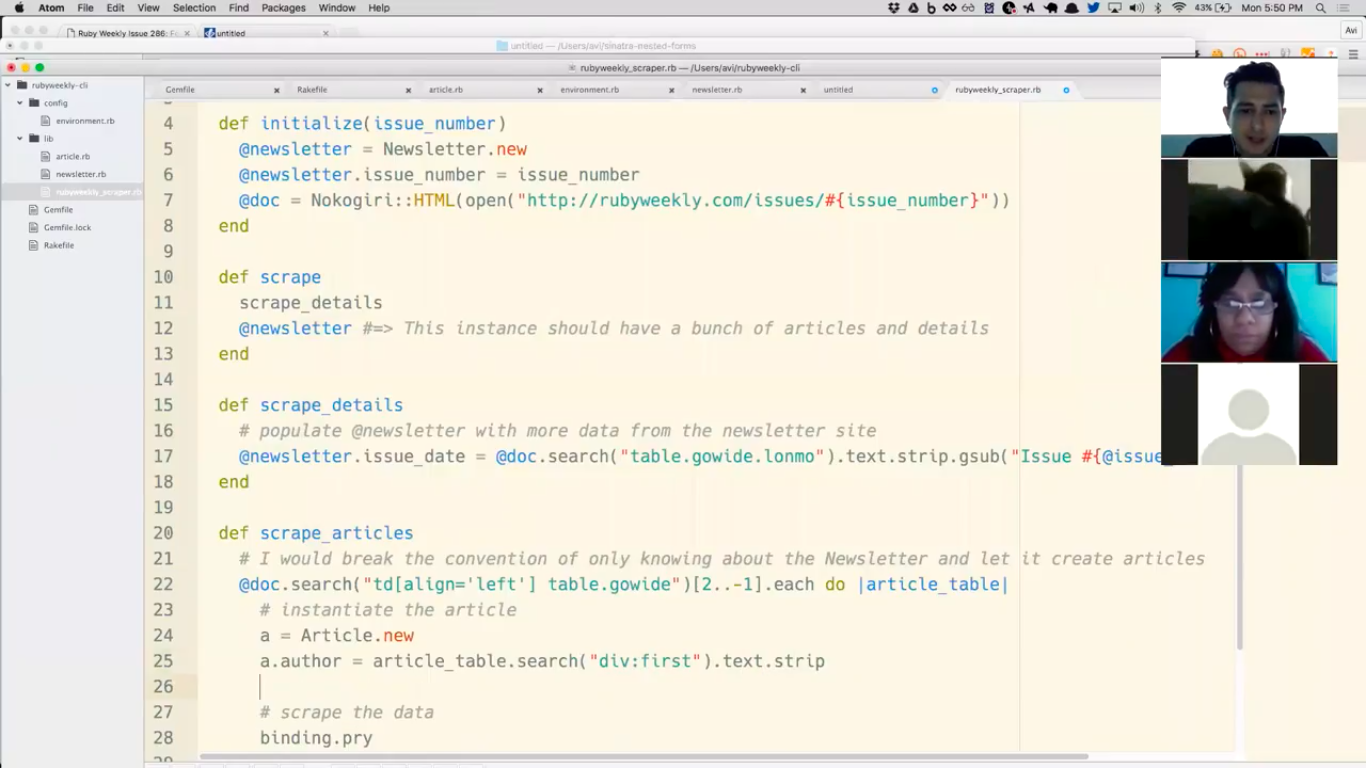 Atom File Edit View Selection Find Packages Window Help 43% Mon 5:50 PM
Ruby Weekly Issue 286: untitled Avi
untitled — /Users/avi/sinatra-nested-forms
rubyweekly_scraper.rb — /Users/avi/rubyweekly-cli
Gemfile Rakefile article.rb environment.rb newsletter.rb untitled rubyweekly_scraper.rb
rubyweekly-cli
config
environment.rb
lib
article.rb
newsletter.rb
rubyweekly_scraper.rb
Gemfile
Gemfile.lock
Rakefile
4 def initialize(issue_number)
5 @newsletter = Newsletter.new
6 @newsletter.issue_number = issue_number
7 @doc = Nokogiri::HTML(open("http://rubyweekly.com/issues/#{issue_number}"))
8 end
9
10 def scrape
11 scrape_details
12 @newsletter #=> This instance should have a bunch of articles and details
13 end
14
15 def scrape_details
16 # populate @newsletter with more data from the newsletter site
17 @newsletter.issue_date = @doc.search("table.gowide.lonmo").text.strip.gsub("Issue #{@issue_
18 end
19
20 def scrape_articles
21 # I would break the convention of only knowing about the Newsletter and let it create articles
22 @doc.search("td[align='left'] table.gowide")[2..-1].each do |article_table|
23 # instantiate the article
24 a = Article.new
25 a.author = article_table.search("div:first").text.strip
26
27 # scrape the data
28 binding.pry